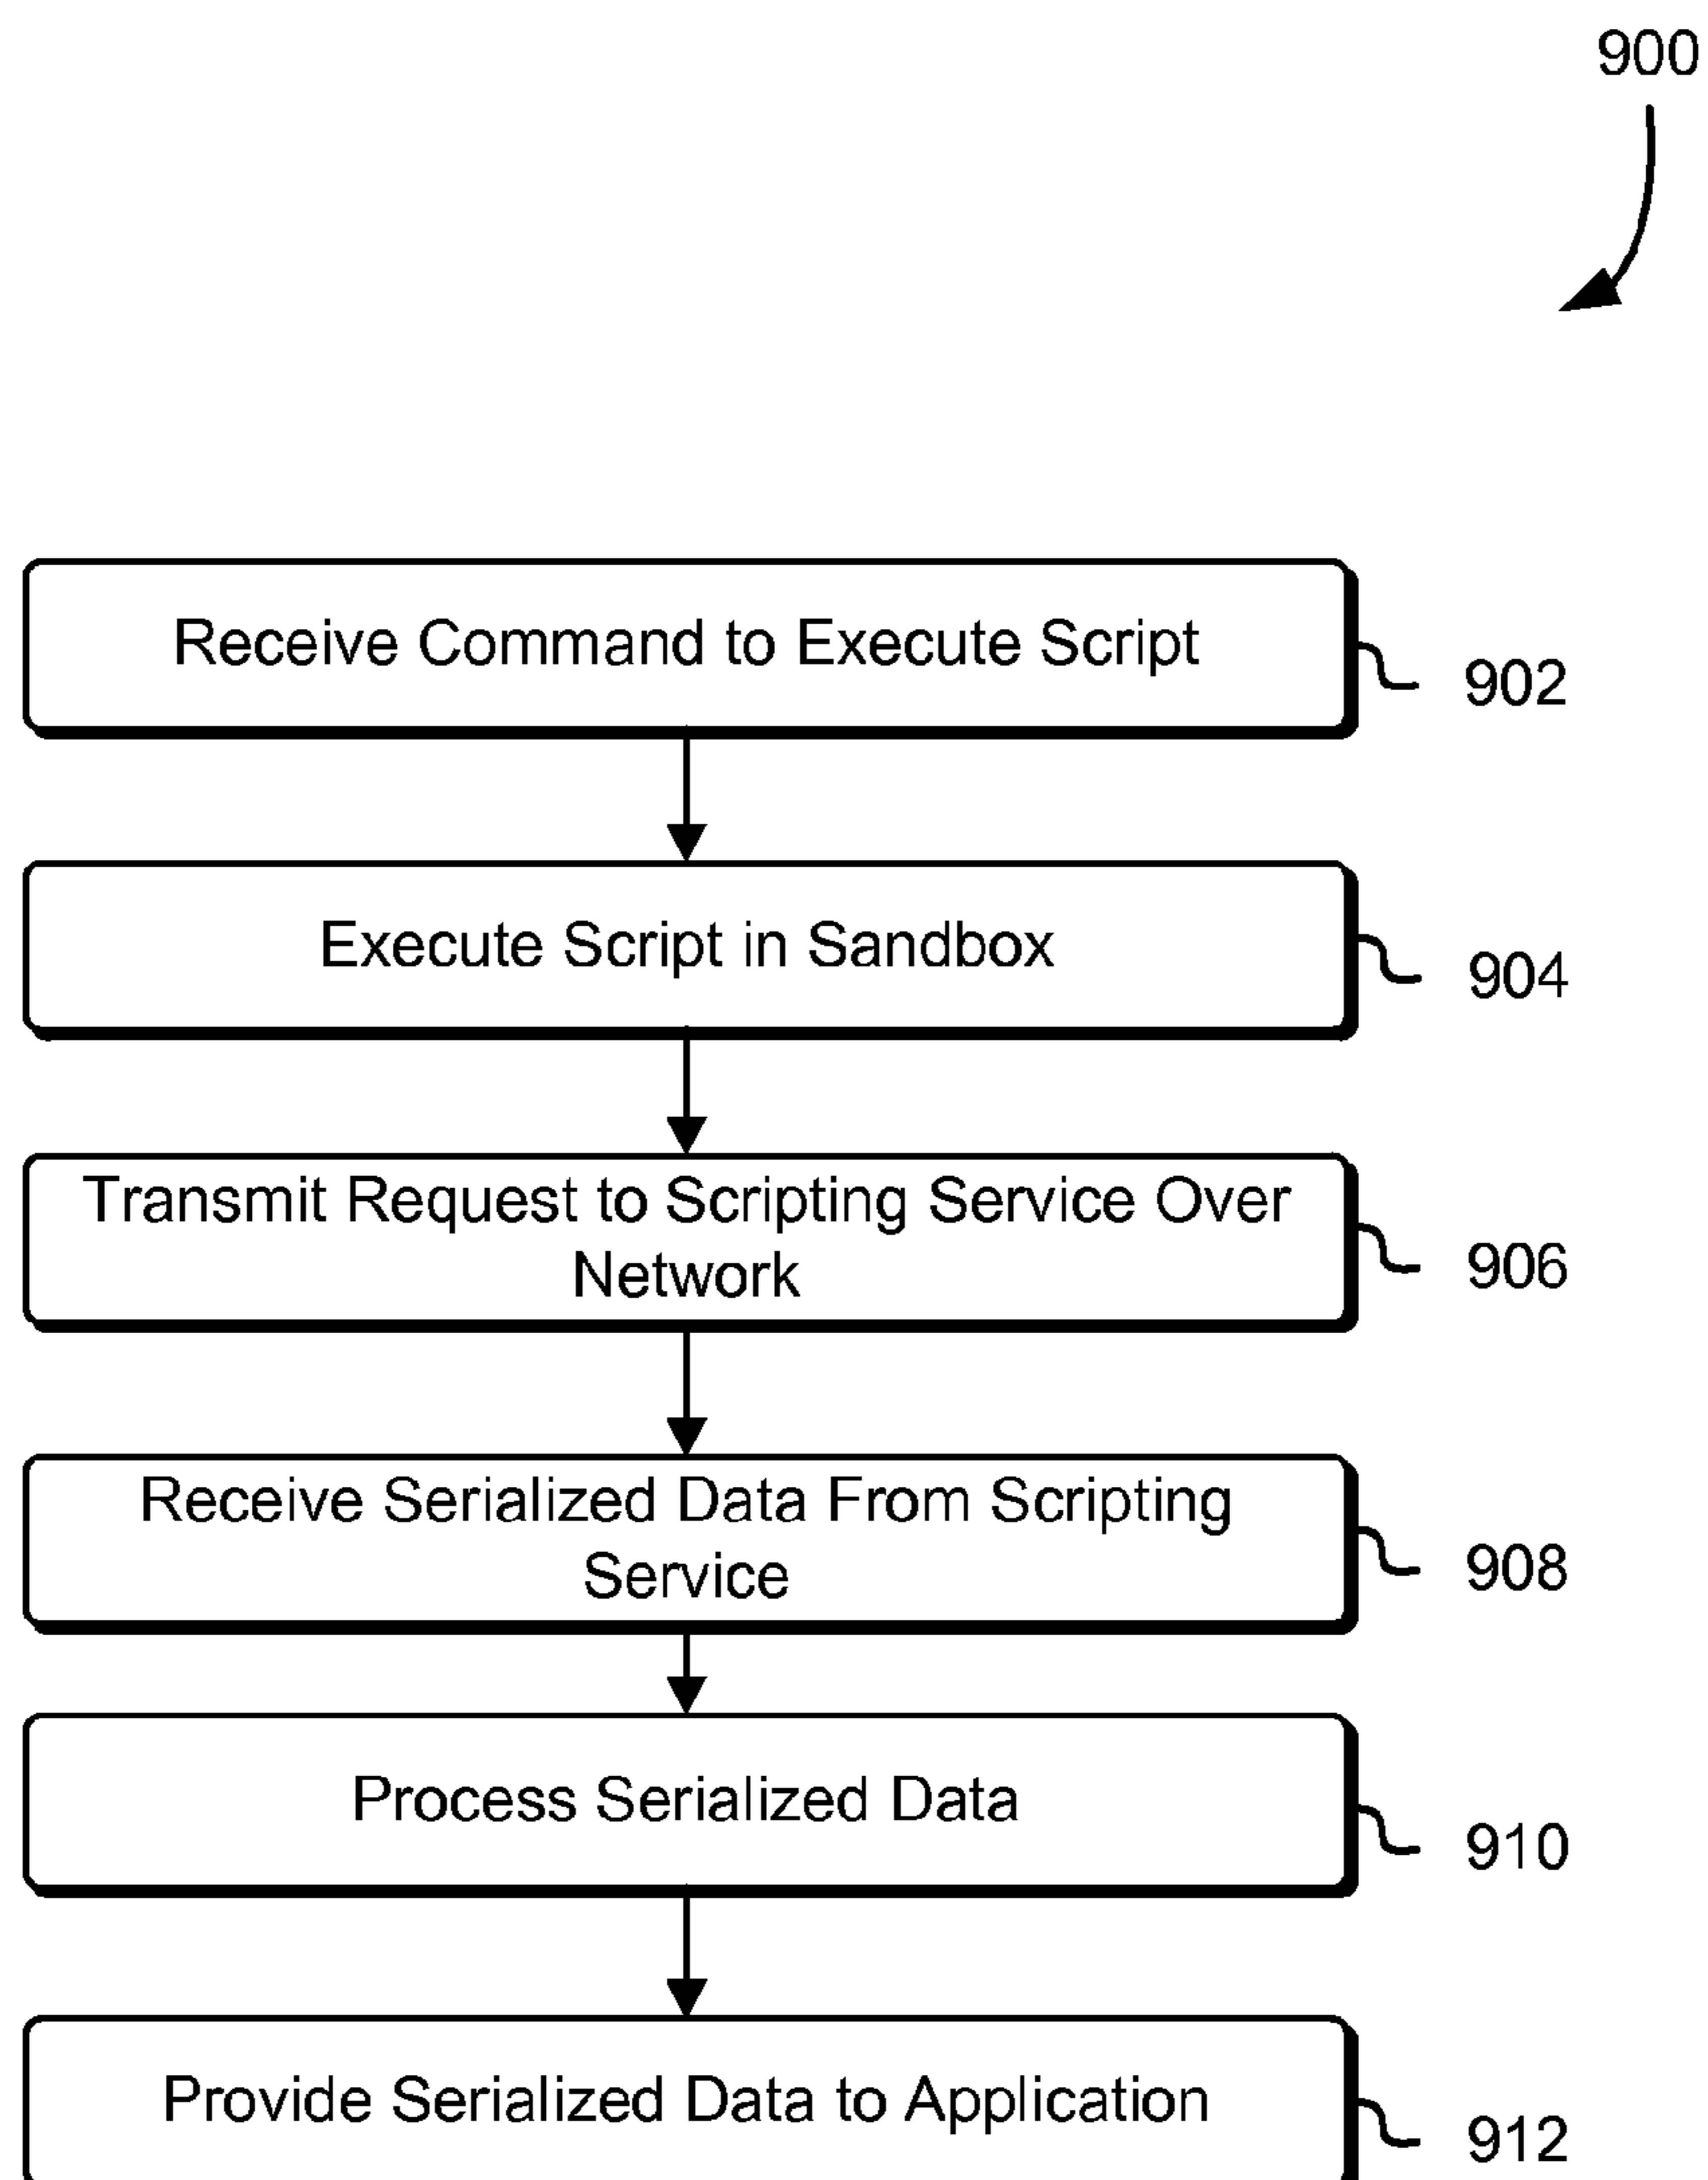 900
Receive Command to Execute Script
902
Execute Script in Sandbox
904
Transmit Request to Scripting Service Over
Network
906
Receive Serialized Data From Scripting
Service
908
Process Serialized Data
910
Provide Serialized Data to Application
912